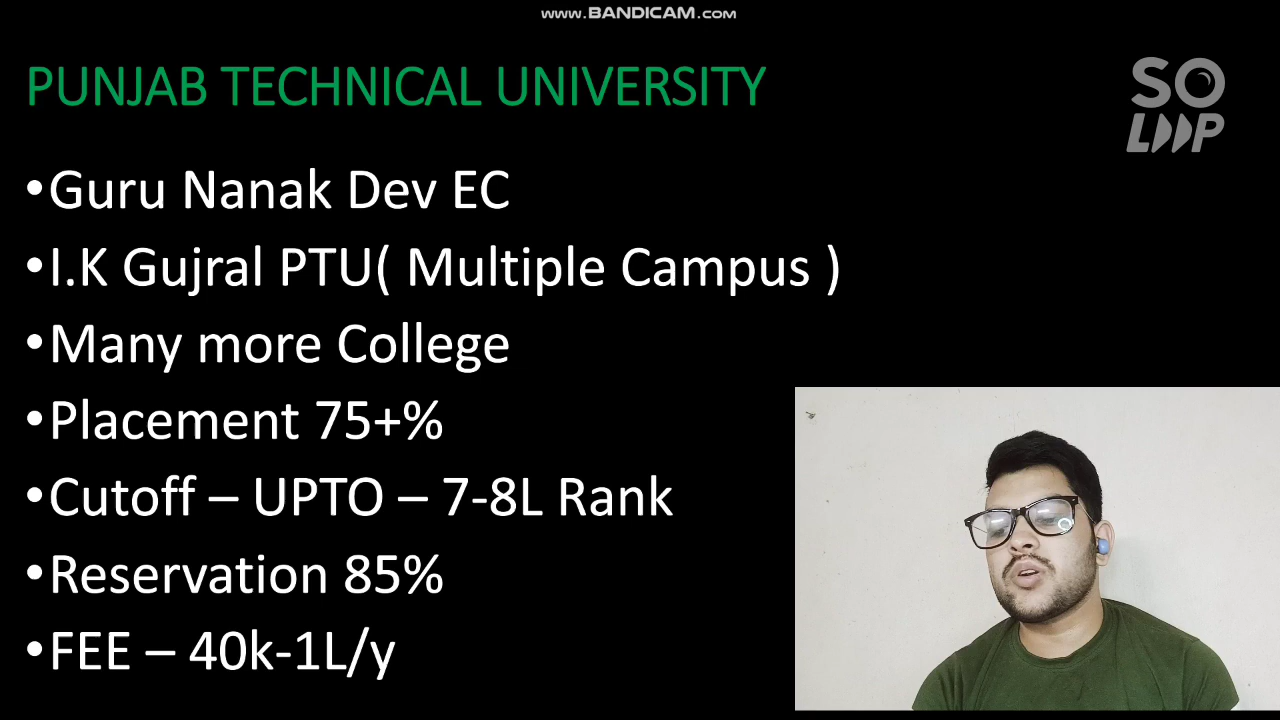 www.BANDICAM.com
PUNJAB TECHNICAL UNIVERSITY
SO
LOOP
•Guru Nanak Dev EC
•I.K Gujral PTU( Multiple Campus )
•Many more College
•Placement 75+%
•Cutoff – UPTO – 7-8L Rank
•Reservation 85%
•FEE – 40k-1L/y